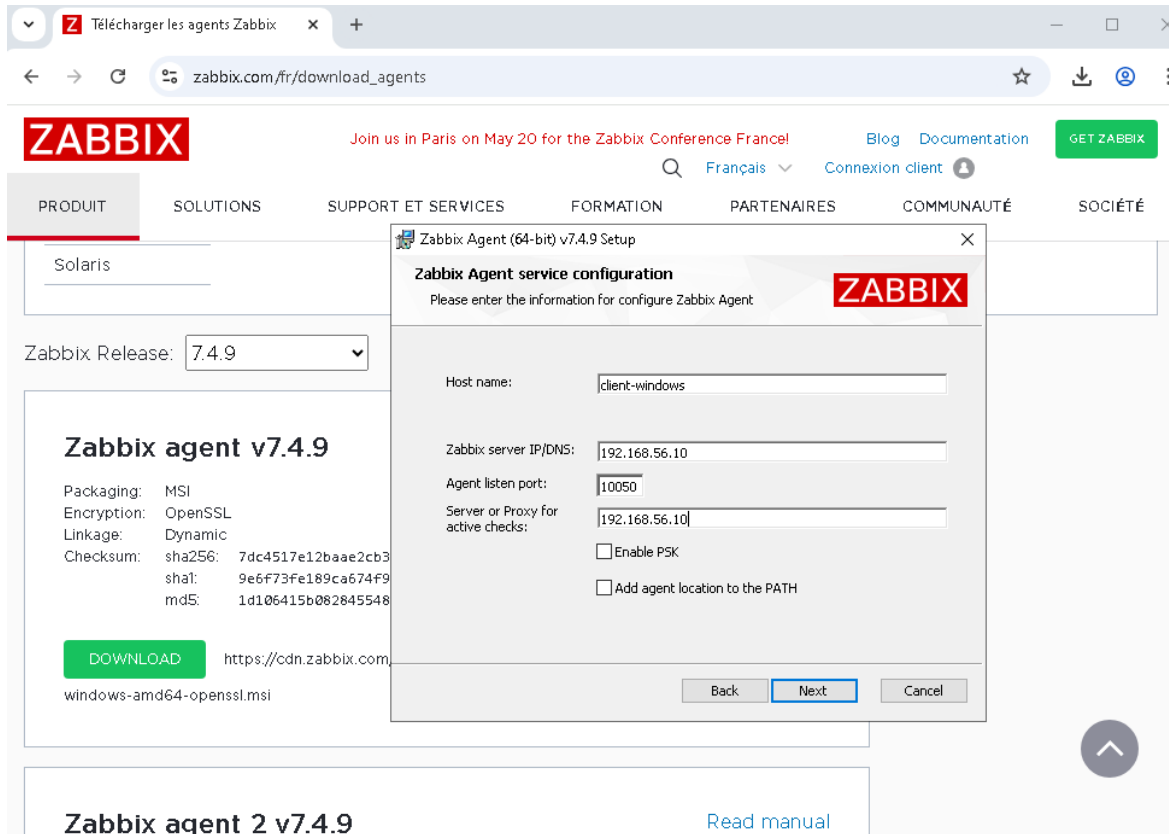 Télécharger les agents Zabbix
zabbix.com/fr/download_agents
ZABBIX
Join us in Paris on May 20 for the Zabbix Conference France!
Blog
Documentation
GET ZABBIX
Français
Connexion client
PRODUIT
SOLUTIONS
SUPPORT ET SERVICES
FORMATION
PARTENAIRES
COMMUNAUTÉ
SOCIÉTÉ
Solaris
Zabbix Release: 7.4.9
Zabbix agent v7.4.9
Packaging: MSI
Encryption: OpenSSL
Linkage: Dynamic
Checksum: sha256: 7dc4517e12baae2cb3
sha1: 9e6f73fe189ca674f9
md5: 1d106415b082845548
DOWNLOAD
https://cdn.zabbix.com,
windows-amd64-openssl.msi
Zabbix agent 2 v7.4.9
Read manual
Zabbix Agent (64-bit) v7.4.9 Setup
Zabbix Agent service configuration
Please enter the information for configure Zabbix Agent
ZABBIX
Host name: client-windows
Zabbix server IP/DNS: 192.168.56.10
Agent listen port: 10050
Server or Proxy for
active checks: 192.168.56.10
Enable PSK
Add agent location to the PATH
Back
Next
Cancel